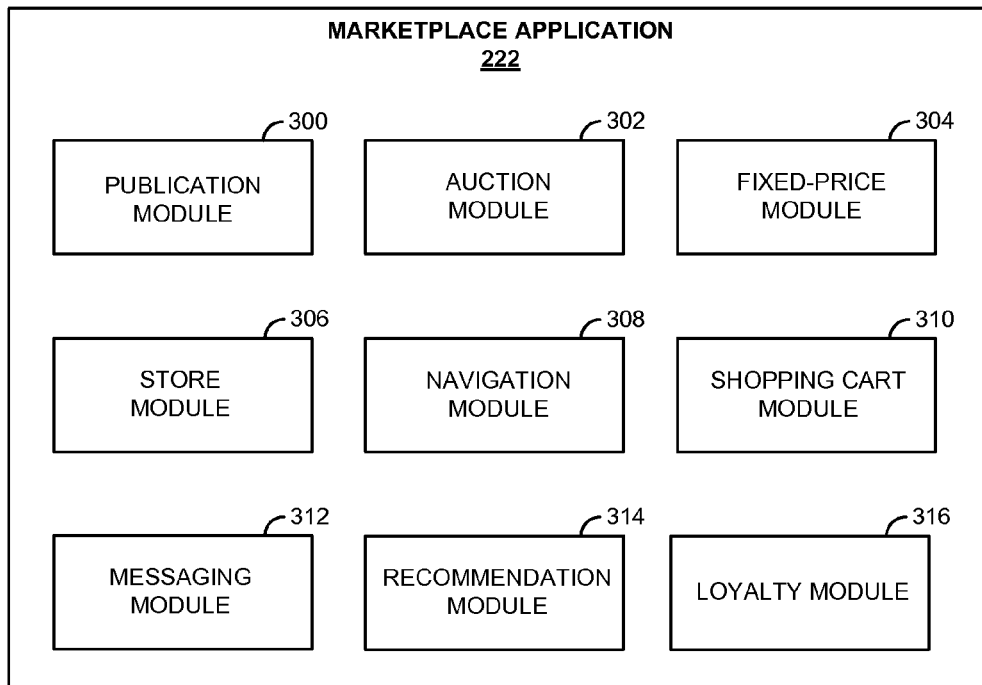 MARKETPLACE APPLICATION
222
300
PUBLICATION
MODULE
302
AUCTION
MODULE
304
FIXED-PRICE
MODULE
306
STORE
MODULE
308
NAVIGATION
MODULE
310
SHOPPING CART
MODULE
312
MESSAGING
MODULE
314
RECOMMENDATION
MODULE
316
LOYALTY MODULE